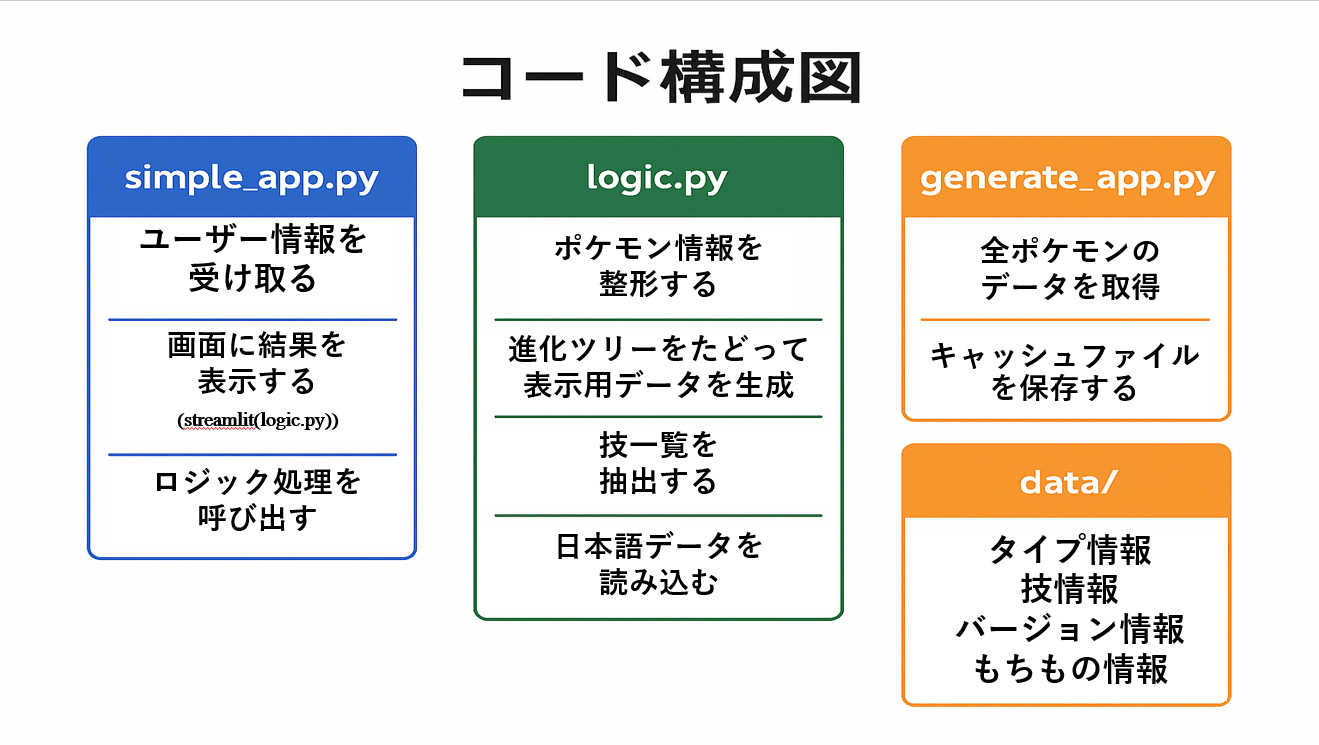 コード構成図
simple_app.py
ユーザー情報を
受け取る
画面に結果を
表示する
(streamlit(logic.py))
ロジック処理を
呼び出す
logic.py
ポケモン情報を
整形する
進化ツリーをたどって
表示用データを生成
技一覧を
抽出する
日本語データを
読み込む
generate_app.py
全ポケモンの
データを取得
キャッシュファイル
を保存する
data/
タイプ情報
技情報
バージョン情報
もちもの情報